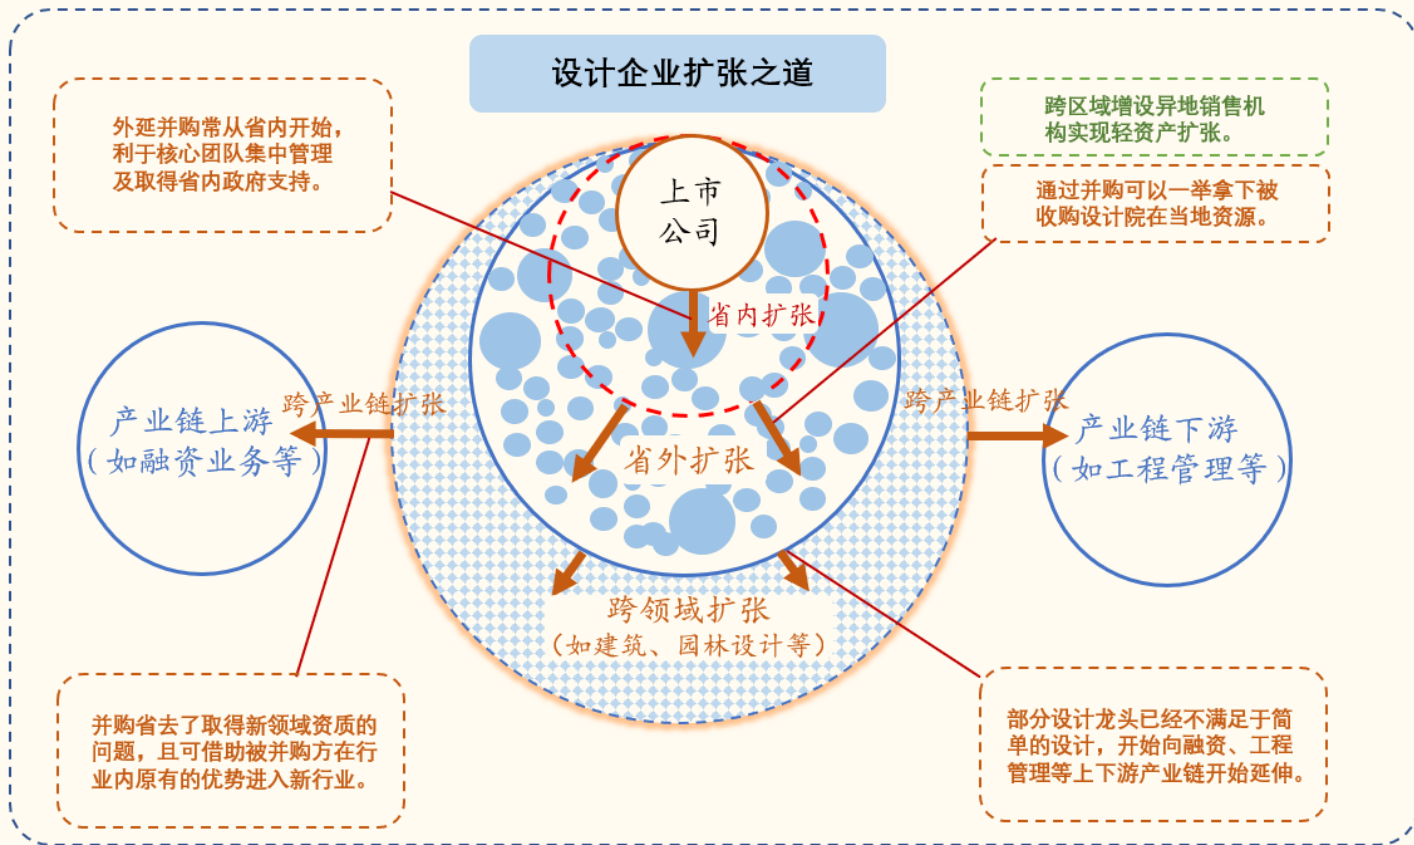 设计企业扩张之道
外延并购常从省内开始，
利于核心团队集中管理
及取得省内政府支持。
跨区域增设异地销售机
构实现轻资产扩张。
通过并购可以一举拿下被
收购设计院在当地资源。
上市
公司
省内扩张
跨产业链扩张
产业链上游
（如融资业务等）
省外扩张
跨产业链扩张
产业链下游
（如工程管理等）
跨领域扩张
（如建筑、园林设计等）
并购省去了取得新领域资质的
问题，且可借助被并购方在行
业内原有的优势进入新行业。
部分设计龙头已经不满足于简
单的设计，开始向融资、工程
管理等上下游产业链开始延伸。